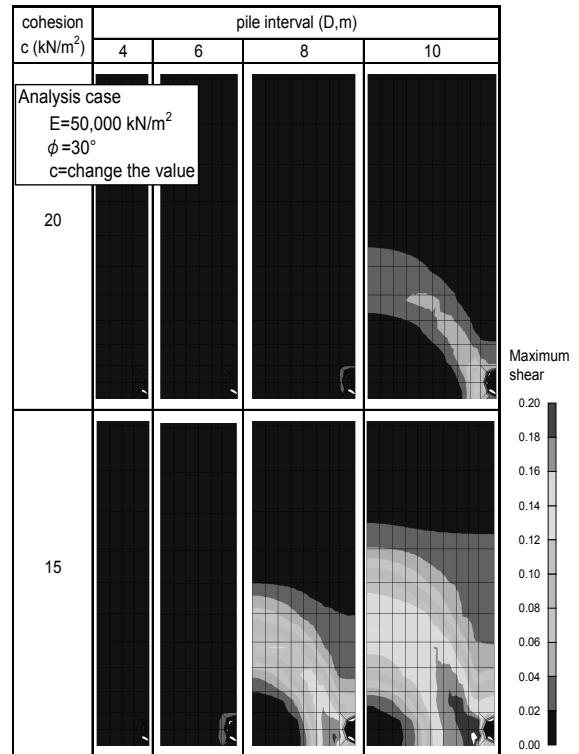 cohesion
c (kN/m²)
pile interval (D,m)
4 6 8 10
Analysis case
E=50,000 kN/m²
ϕ=30°
c=change the value
20
15
Maximum
shear
0.20
0.18
0.16
0.14
0.12
0.10
0.08
0.06
0.04
0.02
0.00